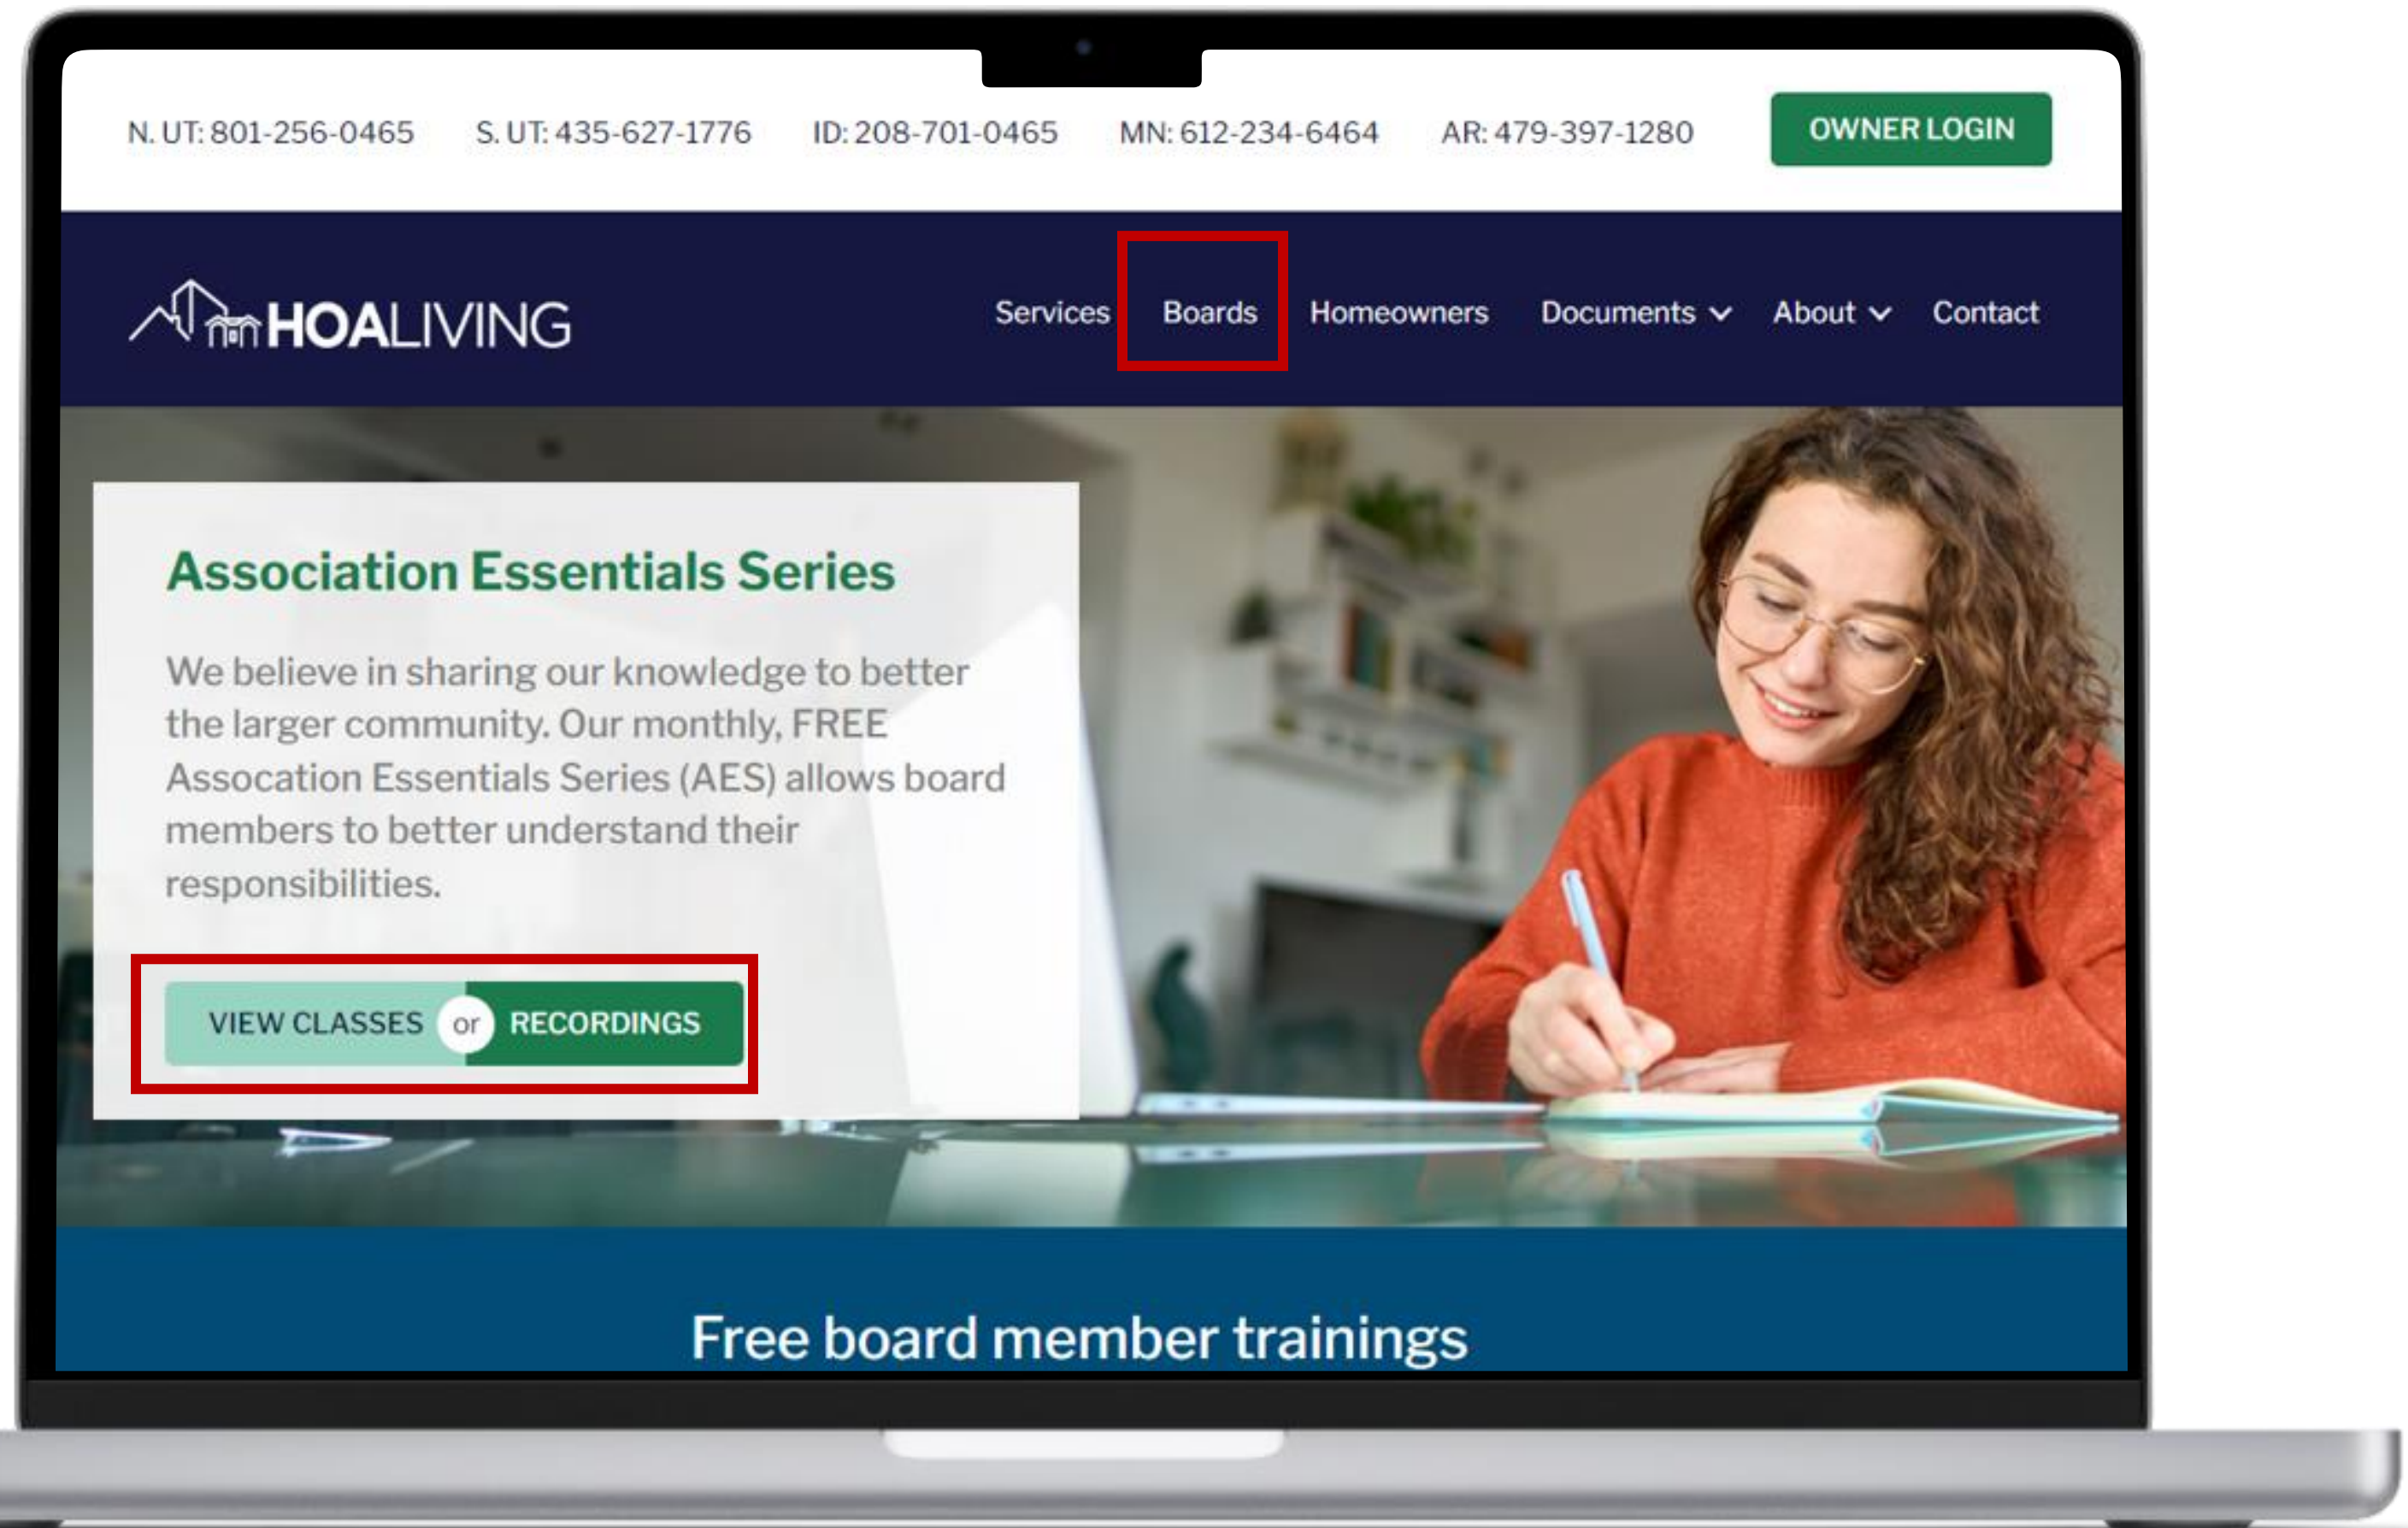 N. UT: 801-256-0465 S. UT: 435-627-1776 ID: 208-701-0465 MN: 612-234-6464 AR: 479-397-1280 OWNER LOGIN
HOALIVING Services Boards Homeowners Documents About Contact
Association Essentials Series
We believe in sharing our knowledge to better
the larger community. Our monthly, FREE
Assocation Essentials Series (AES) allows board
members to better understand their
responsibilities.
VIEW CLASSES or RECORDINGS
Free board member trainings